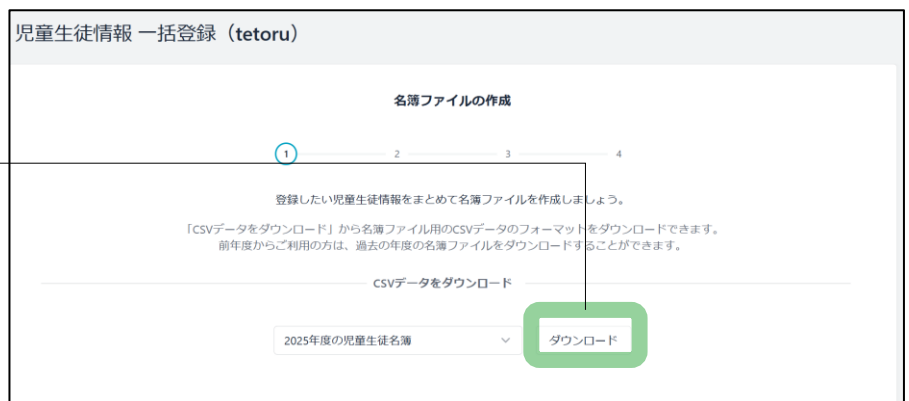 児童生徒情報 一括登録（tetoru）
名簿ファイルの作成
1 2 3 4
登録したい児童生徒情報をまとめて名簿ファイルを作成しましょう。
「CSVデータをダウンロード」から名簿ファイル用のCSVデータのフォーマットをダウンロードできます。
前年度からご利用の方は、過去の年度の名簿ファイルをダウンロードすることができます。
CSVデータをダウンロード
2025年度の児童生徒名簿 ダウンロード